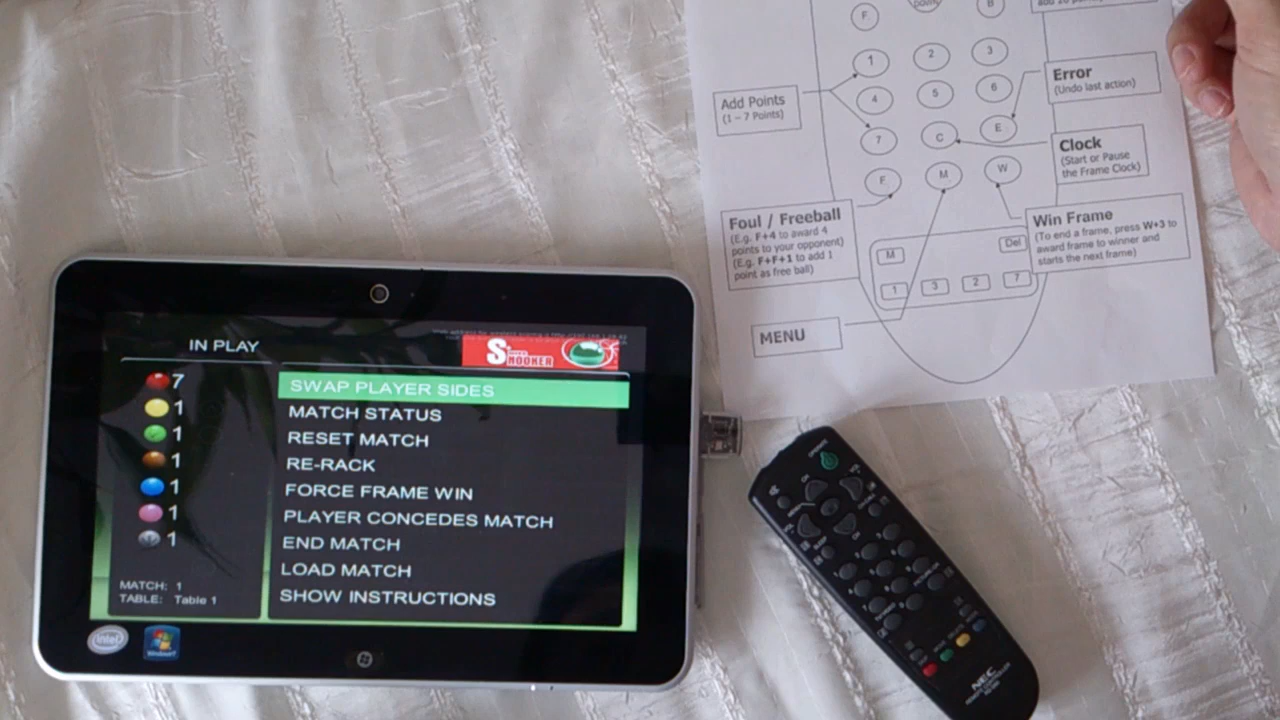 IN PLAY
SNOOKER
7
1
1
1
1
1
1
MATCH: 1
TABLE: Table 1
SWAP PLAYER SIDES
MATCH STATUS
RESET MATCH
RE-RACK
FORCE FRAME WIN
PLAYER CONCEDES MATCH
END MATCH
LOAD MATCH
SHOW INSTRUCTIONS
intel
F
B
1
2
3
4
5
6
7
C
E
F
M
W
M
Del
1
3
2
7
Add Points
(1 – 7 Points)
Error
(Undo last action)
Clock
(Start or Pause
the Frame Clock)
Foul / Freeball
(E.g. F+4 to award 4
points to your opponent)
(E.g. F+F+1 to add 1
point as free ball)
Win Frame
(To end a frame, press W+3 to
award frame to winner and
starts the next frame)
MENU
NEC